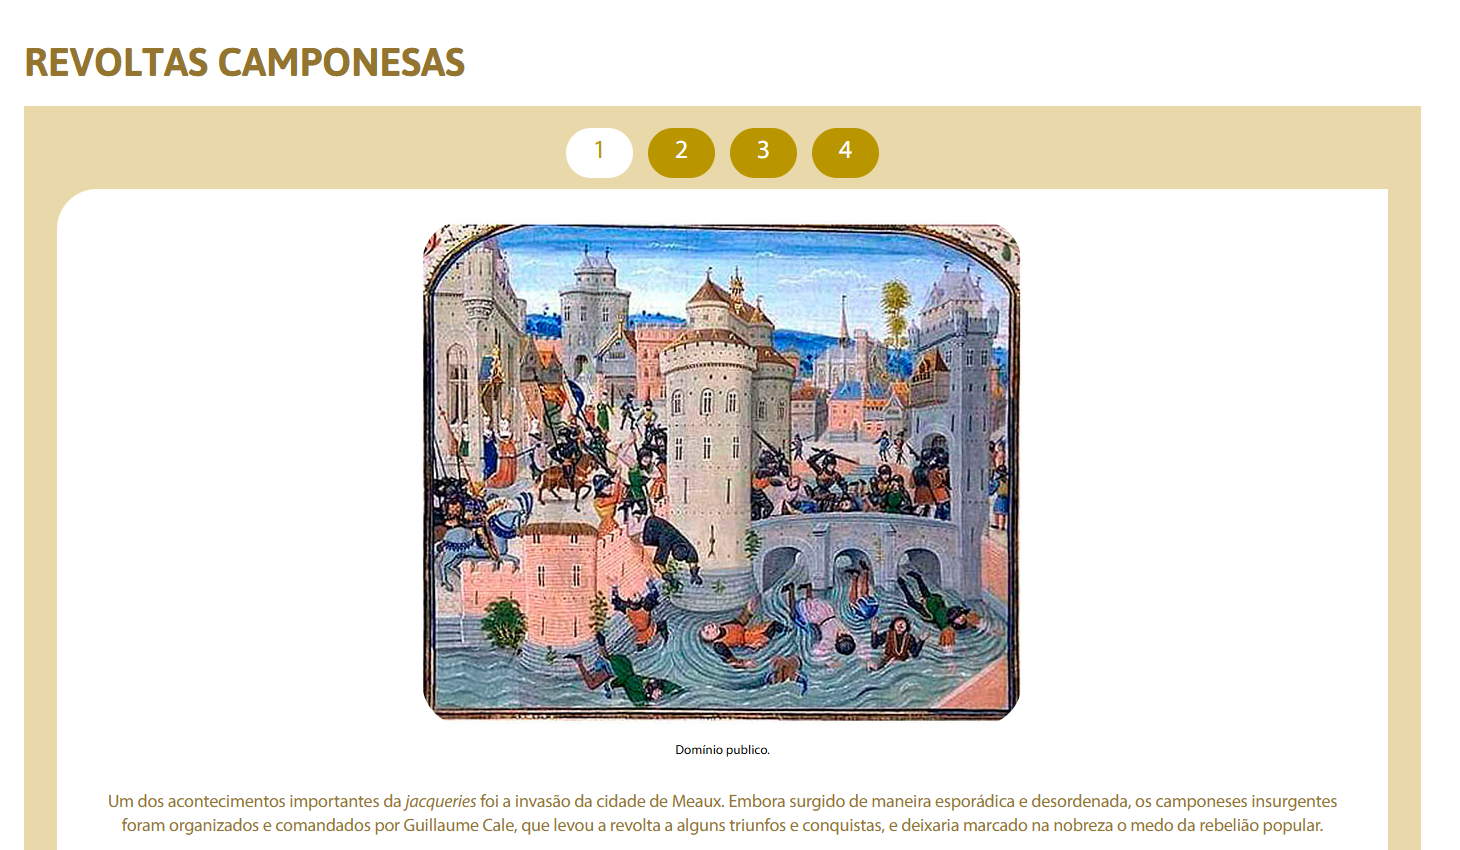 REVOLTAS CAMPONESAS
1 2 3 4
Domínio publico.
Um dos acontecimentos importantes da jacqueries foi a invasão da cidade de Meaux. Embora surgido de maneira esporádica e desordenada, os camponeses insurgentes
foram organizados e comandados por Guillaume Cale, que levou a revolta a alguns triunfos e conquistas, e deixaria marcado na nobreza o medo da rebelião popular.